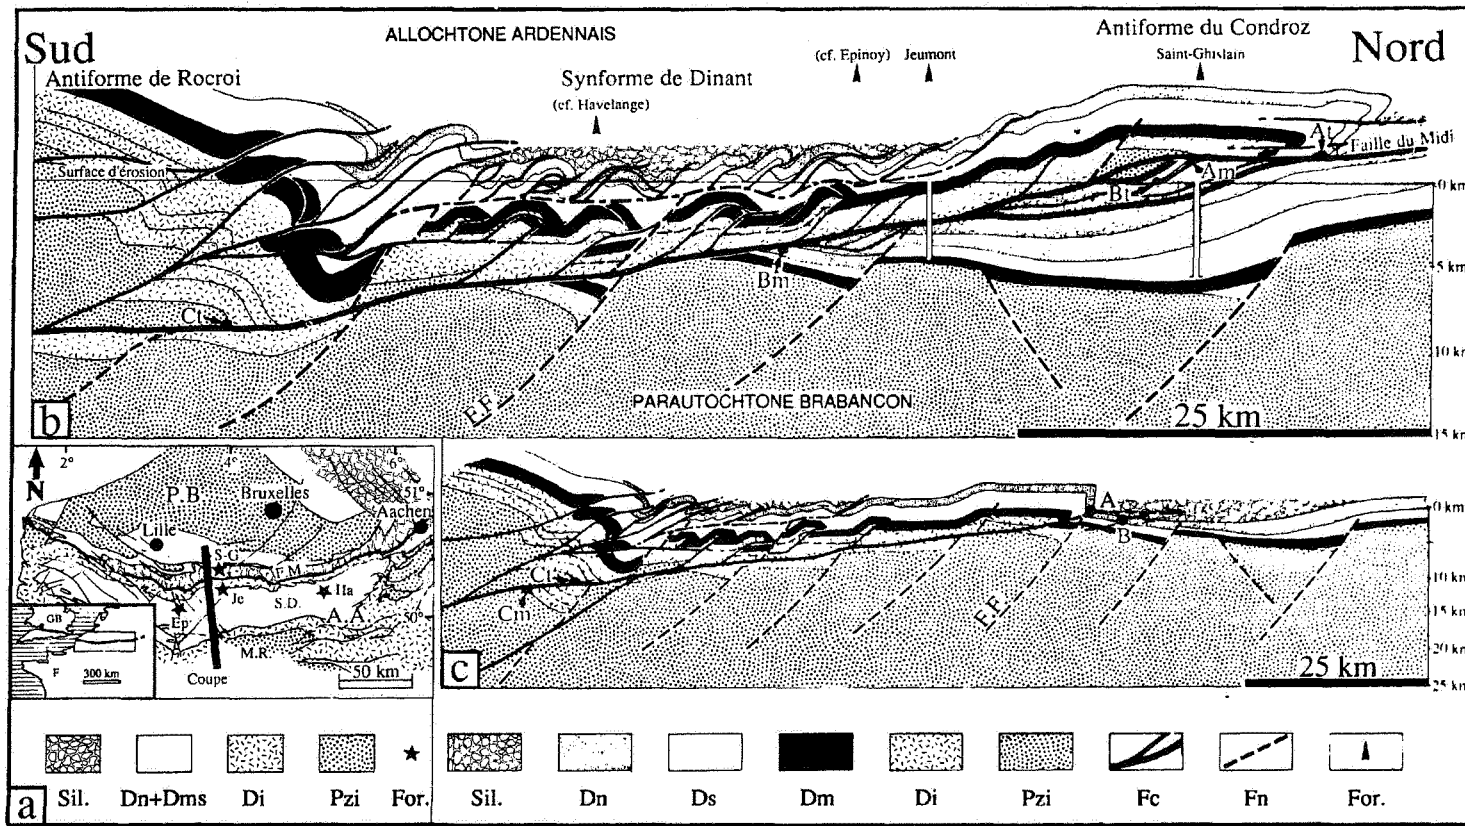 Sud
ALLOCHTONE ARDENNAIS
(cf. Epinoy)
Jeumont
Antiforme du Condroz
Saint-Ghislain
Nord
Antiforme de Rocroi
Synforme de Dinant
(cf. Havelange)
At
Faille du Midi
Surface d'érosion
Am
Bt
0 km
Bm
5 km
Ct
10 km
E.F.
PARAUTOCHTONE BRABANCON
25 km
15 km
b
2°
4°
6°
N
P.B
Bruxelles
51°
Lille
Aachen
S.G.
F.M.
Je
Ha
S.D.
A.A
50°
Ep
GB
M.R.
F
300 km
Coupe
50 km
A
0 km
B
Ct
Cm
10 km
E.F.
15 km
20 km
c
25 km
25 km
a
Sil.
Dn+Dms
Di
Pzi
For.
Sil.
Dn
Ds
Dm
Di
Pzi
Fc
Fn
For.